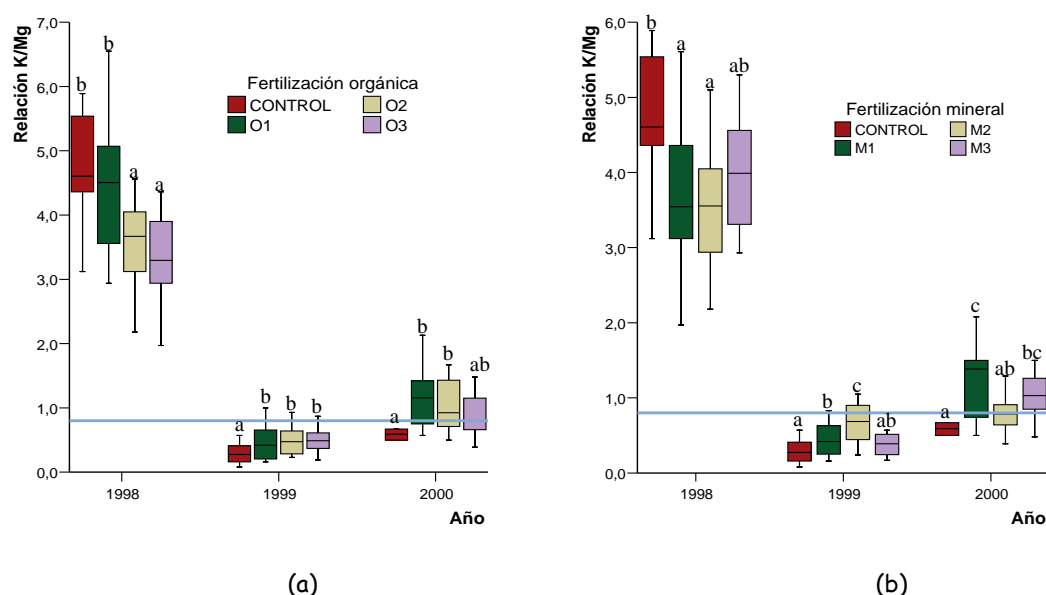 Relación K/Mg
7,0
6,0
5,0
4,0
3,0
2,0
1,0
0,0
Fertilización orgánica
CONTROL O2
O1 O3
b
b
a
a
a
b
b
b
a
b
b
ab
1998 1999 2000
Año
(a)
Relación K/Mg
6,0
5,0
4,0
3,0
2,0
1,0
0,0
Fertilización mineral
CONTROL M2
M1 M3
b
a
a
ab
a
b
c
ab
a
c
ab
bc
1998 1999 2000
Año
(b)